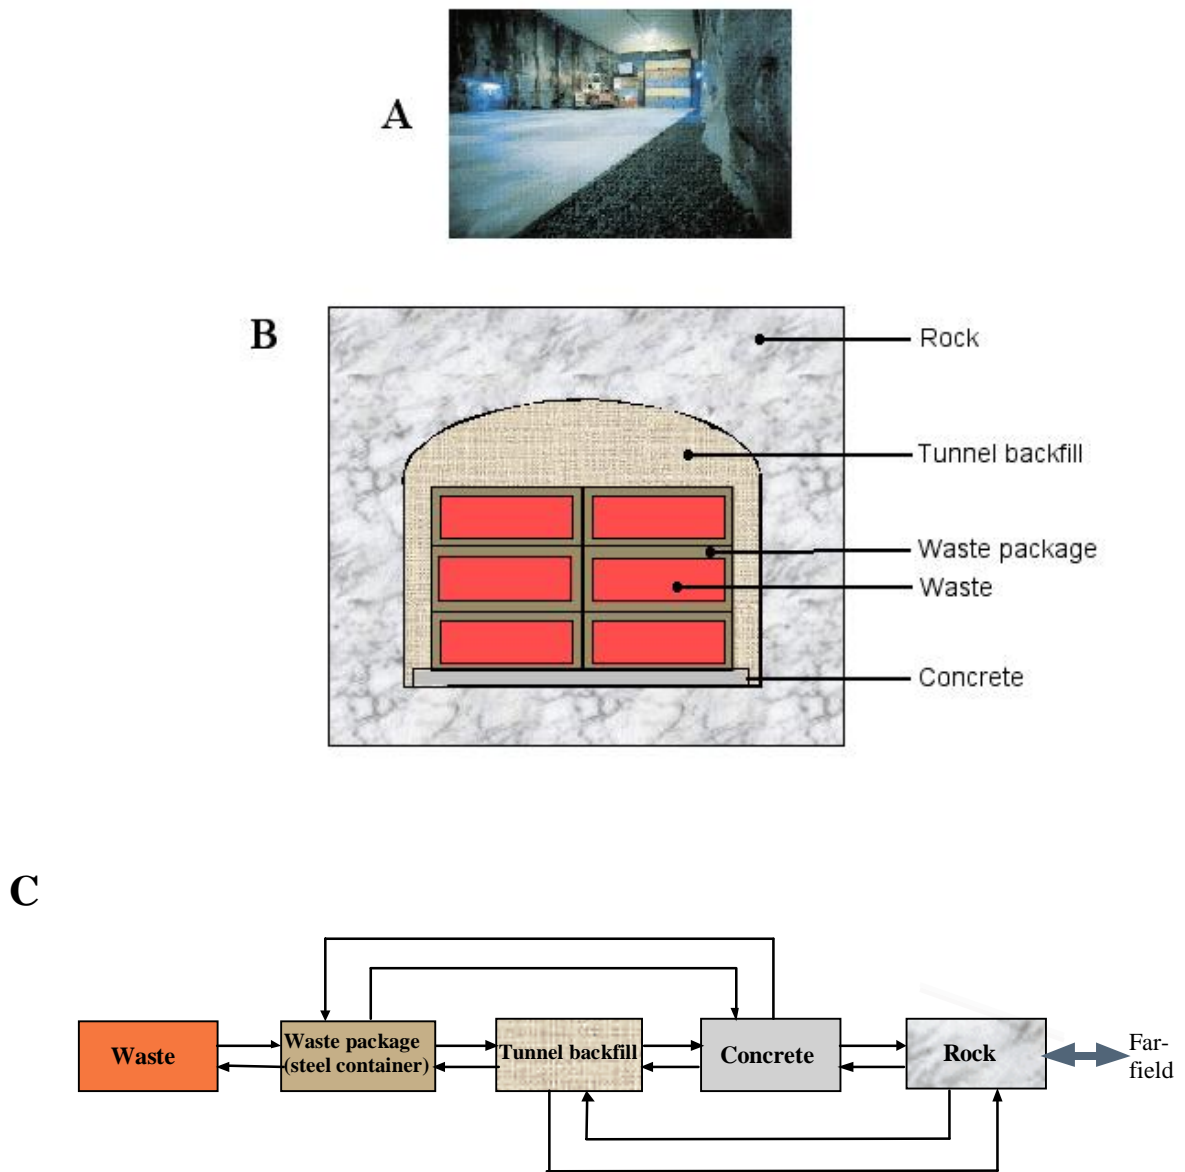 A
B
Rock
Tunnel backfill
Waste package
Waste
Concrete
C
Waste
Waste package
(steel container)
Tunnel backfill
Concrete
Rock
Far-
field